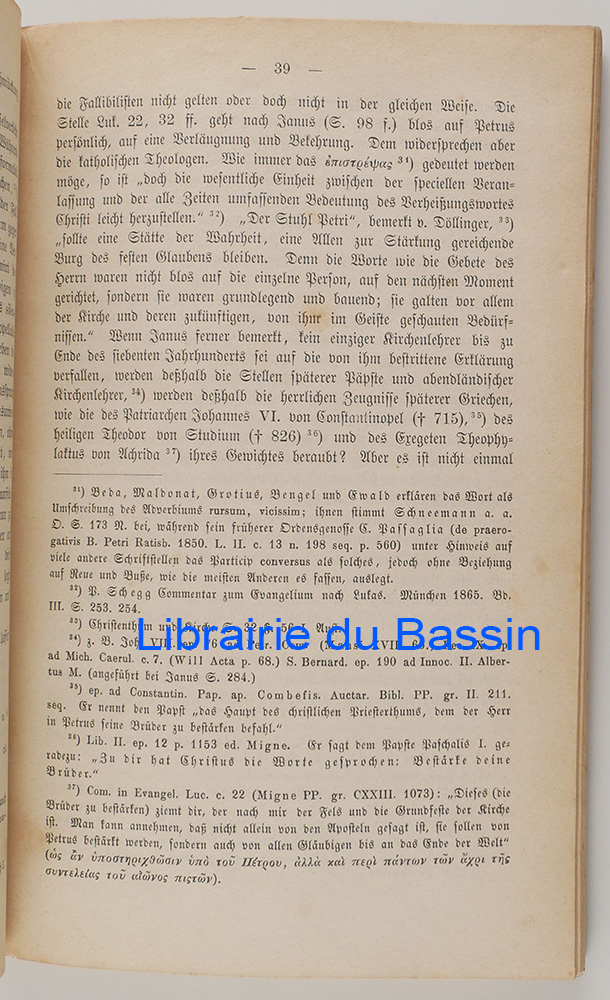 — 39 —
die Fallibilisten nicht gelten oder doch nicht in der gleichen Weise. Die
Stelle Luk. 22, 32 ff. geht nach Janus (S. 98 f.) blos auf Petrus
persönlich, auf eine Verläugnung und Bekehrung. Dem widersprechen aber
die katholischen Theologen. Wie immer das ἐπιστρέψας ³¹) gedeutet werden
möge, so ist „doch die wesentliche Einheit zwischen der speciellen Veran-
lassung und der alle Zeiten umfassenden Bedeutung des Verheißungswortes
Christi leicht herzustellen.“ ³²) „Der Stuhl Petri“, bemerkt v. Döllinger, ³³)
„sollte eine Stätte der Wahrheit, eine Allen zur Stärkung gereichende
Burg des festen Glaubens bleiben. Denn die Worte wie die Gebete des
Herrn waren nicht blos auf die einzelne Person, auf den nächsten Moment
gerichtet, sondern sie waren grundlegend und bauend; sie galten vor allem
der Kirche und deren zukünftigen, von ihm im Geiste geschauten Bedürf-
nissen.“ Wenn Janus ferner bemerkt, kein einziger Kirchenlehrer bis zu
Ende des siebenten Jahrhunderts sei auf die von ihm bestrittene Erklärung
verfallen, werden deßhalb die Stellen späterer Päpste und abendländischer
Kirchenlehrer, ³⁴) werden deßhalb die herrlichen Zeugnisse späterer Griechen,
wie die des Patriarchen Johannes VI. von Constantinopel († 715), ³⁵) des
heiligen Theodor von Studium († 826) ³⁶) und des Exegeten Theophy-
laktus von Achrida ³⁷) ihres Gewichtes beraubt? Aber es ist nicht einmal
³¹) Beda, Maldonat, Grotius, Bengel und Ewald erklären das Wort als
Umschreibung des Adverbiums rursum, vicissim; ihnen stimmt Schneemann a. a.
O. S. 173 N. bei, während sein früherer Ordensgenosse C. Passaglia (de praero-
gativis B. Petri Ratisb. 1850. L. II. c. 13 n. 198 seq. p. 560) unter Hinweis auf
viele andere Schriftstellen das Particip conversus als solches, jedoch ohne Beziehung
auf Reue und Buße, wie die meisten Anderen es fassen, auslegt.
³²) P. Schegg Commentar zum Evangelium nach Lukas. München 1865. Bd.
III. S. 253. 254.
³³) Christenthum und Kirche S. 32 ff. 56 I. Aufl.
³⁴) z. B. Joh. VIII. ep. 76 ad Petr. Com.
ad Mich. Caerul. c. 7. (Will Acta p. 68.) S. Bernard. ep. 190 ad Innoc. II. Alber-
tus M. (angeführt bei Janus S. 284.)
³⁵) ep. ad Constantin. Pap. ap. Combefis. Auctar. Bibl. PP. gr. II. 211.
seq. Er nennt den Papst „das Haupt des christlichen Priesterthums, dem der Herr
in Petrus seine Brüder zu bestärken befahl.“
³⁶) Lib. II. ep. 12 p. 1153 ed. Migne. Er sagt dem Papste Paschalis I. ge-
radezu: „Zu dir hat Christus die Worte gesprochen: Bestärke deine
Brüder.“
³⁷) Com. in Evangel. Luc. c. 22 (Migne PP. gr. CXXIII. 1073): „Dieses (die
Brüder zu bestärken) ziemt dir, der nach mir der Fels und die Grundfeste der Kirche
ist. Man kann annehmen, daß nicht allein von den Aposteln gesagt ist, sie sollen von
Petrus bestärkt werden, sondern auch von allen Gläubigen bis an das Ende der Welt“
(ὡς ἂν ὑποστηριχθῶσιν ὑπὸ τοῦ Πέτρου, ἀλλὰ καὶ περὶ πάντων τῶν ἄχρι τῆς
συντελείας τοῦ αἰῶνος πιςτῶν).
Librairie du Bassin